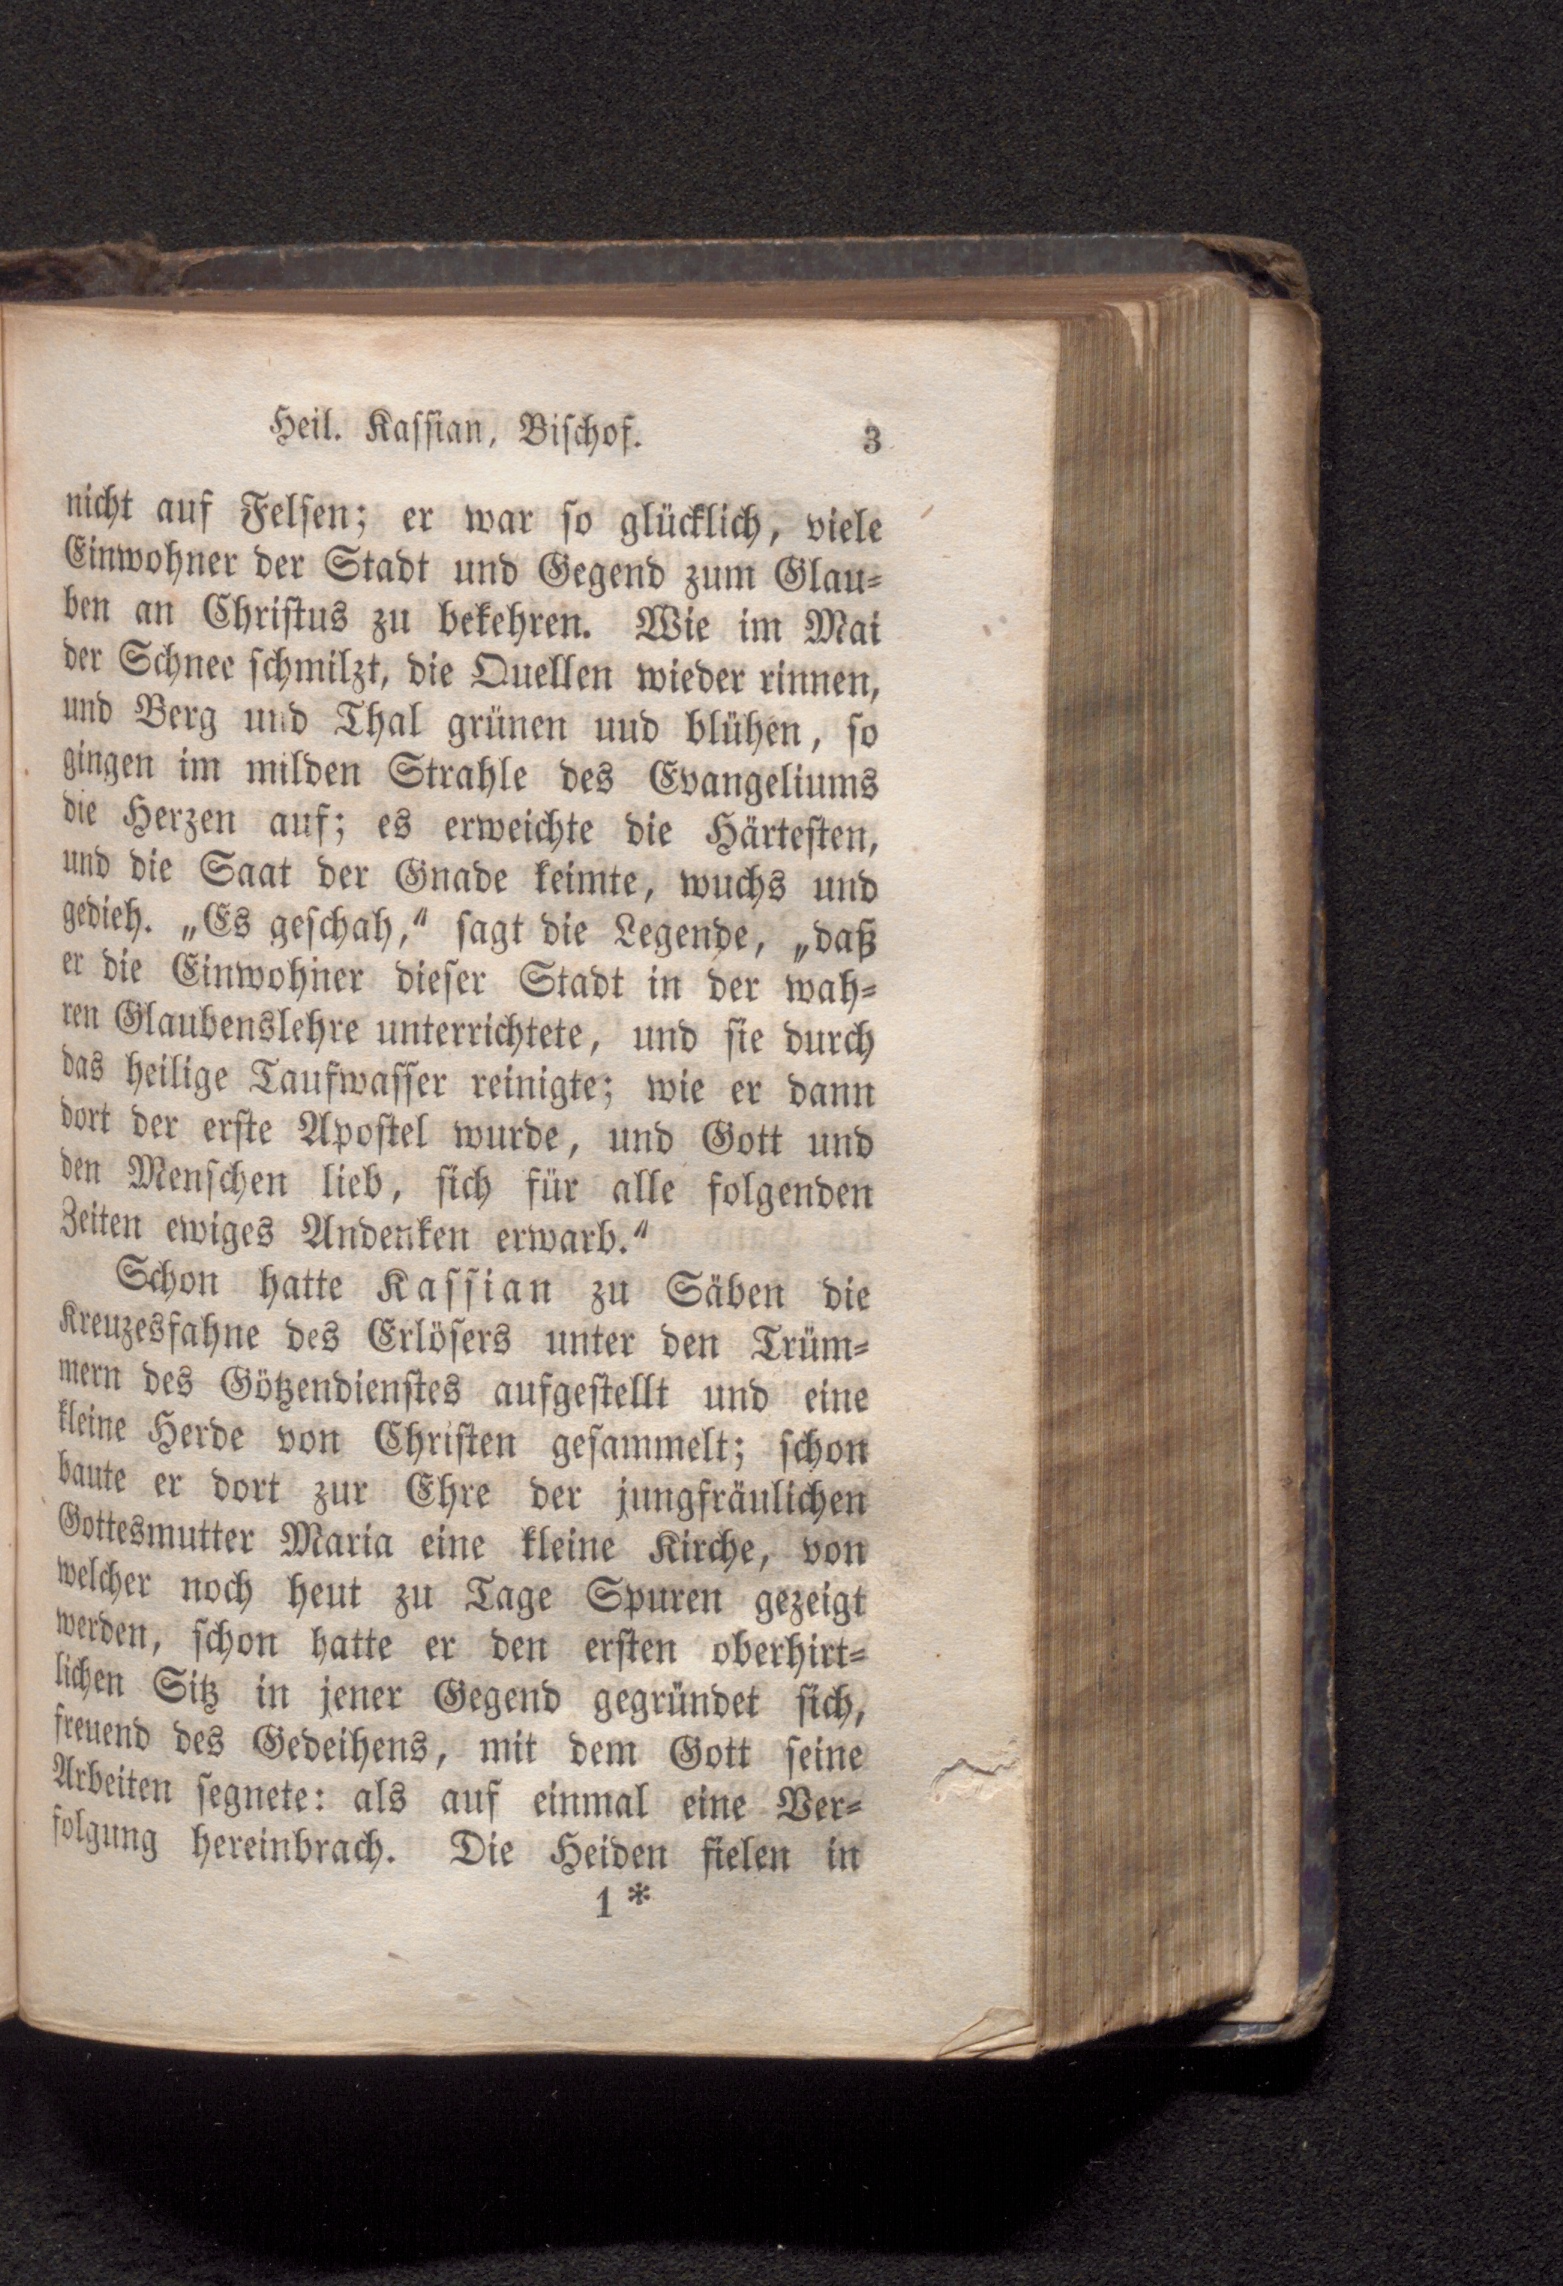 Heil. Kaſſian, Biſchof. 3
nicht auf Felſen; er war ſo glücklich, viele
Einwohner der Stadt und Gegend zum Glau⸗
ben an Chriſtus zu bekehren. Wie im Mai
der Schnee ſchmilzt, die Quellen wieder rinnen,
und Berg und Thal grünen uud blühen, ſo
gingen im milden Strahle des Evangeliums
die Herzen auf; es erweichte die Härteſten,
und die Saat der Gnade keimte, wuchs und
gedieh. „Es geſchah,“ ſagt die Legende, „daß
er die Einwohner dieſer Stadt in der wah⸗
ren Glaubenslehre unterrichtete, und ſie durch
das heilige Taufwaſſer reinigte; wie er dann
dort der erſte Apoſtel wurde, und Gott und
den Menſchen lieb, ſich für alle folgenden
Zeiten ewiges Andenken erwarb.“
Schon hatte Kaſſian zu Säben die
Kreuzesfahne des Erlöſers unter den Trüm⸗
mern des Götzendienſtes aufgeſtellt und eine
kleine Herde von Chriſten geſammelt; ſchon
baute er dort zur Ehre der jungfräulichen
Gottesmutter Maria eine kleine Kirche, von
welcher noch heut zu Tage Spuren gezeigt
werden, ſchon hatte er den erſten oberhirt⸗
lichen Sitz in jener Gegend gegründet ſich,
freuend des Gedeihens, mit dem Gott ſeine
Arbeiten ſegnete: als auf einmal eine Ver⸗
folgung hereinbrach. Die Heiden fielen in
1*